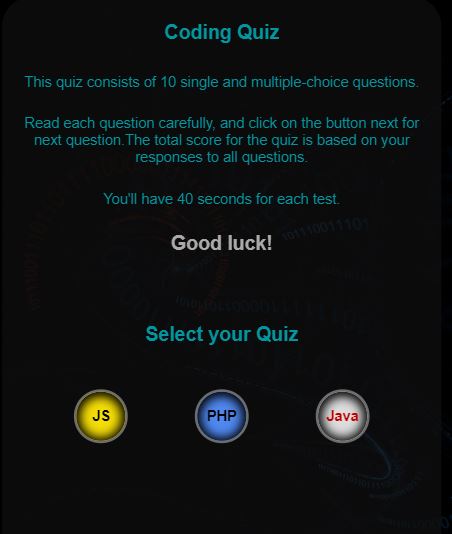 Coding Quiz
This quiz consists of 10 single and multiple-choice questions.
Read each question carefully, and click on the button next for
next question.The total score for the quiz is based on your
responses to all questions.
You'll have 40 seconds for each test.
101110011101
Good luck!
Select your Quiz
JS
PHP
Java